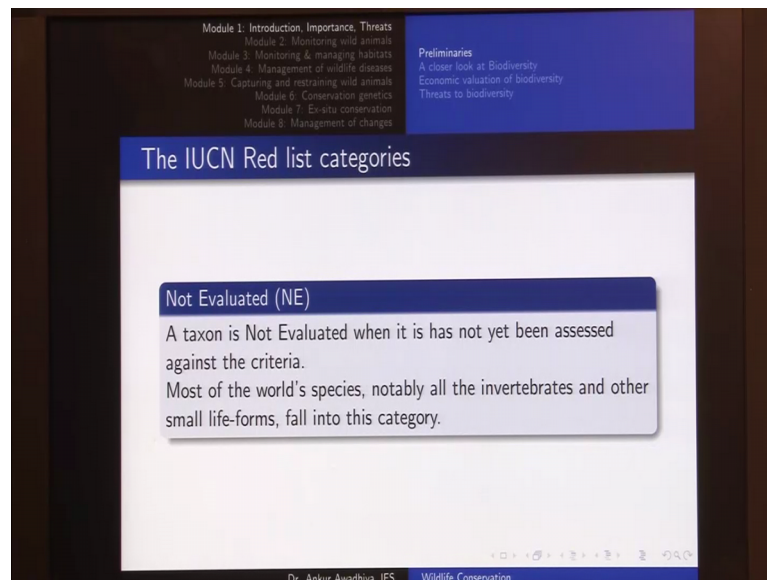 Module 1: Introduction, Importance, Threats
Module 2: Monitoring wild animals
Module 3: Monitoring & managing habitats
Module 4: Management of wildlife diseases
Module 5: Capturing and restraining wild animals
Module 6: Conservation genetics
Module 7: Ex-situ conservation
Module 8: Management of changes
Preliminaries
A closer look at Biodiversity
Economic valuation of biodiversity
Threats to biodiversity
The IUCN Red list categories
Not Evaluated (NE)
A taxon is Not Evaluated when it is has not yet been assessed
against the criteria.
Most of the world's species, notably all the invertebrates and other
small life-forms, fall into this category.
Dr. Ankur Awadhiya, IFS
Wildlife Conservation